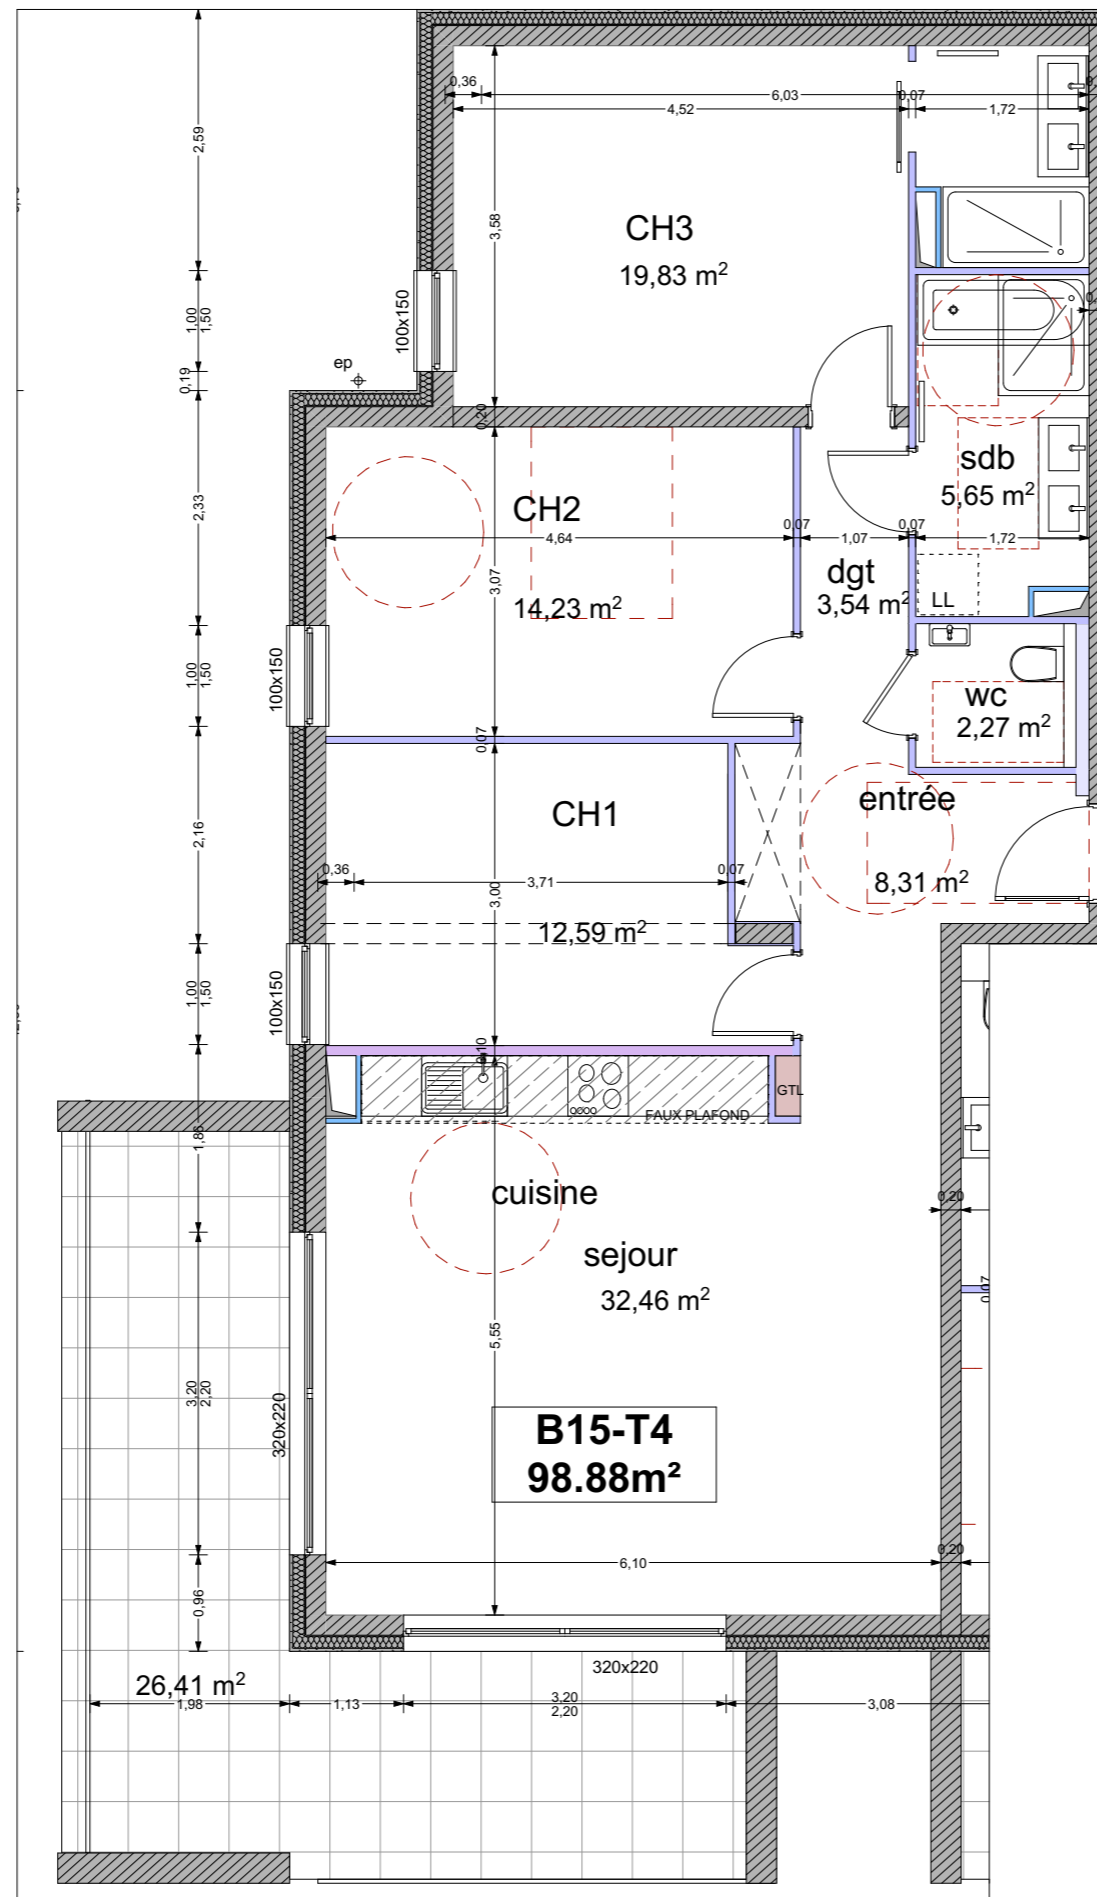 2,59
0,36
6,03
0,07
4,52
1,72
CH3
19,83 m²
3,58
1,00
1,50
100x150
ep
0,19
0,20
2,33
CH2
sdb
5,65 m²
0,07
0,07
4,64
1,07
1,72
dgt
3,54 m²
3,07
14,23 m²
LL
1,00
1,50
100x150
wc
2,27 m²
0,07
entrée
CH1
2,16
8,31 m²
0,36
3,71
0,07
3,00
12,59 m²
1,00
1,50
100x150
0,10
GTL
FAUX PLAFOND
1,86
cuisine
0,20
sejour
32,46 m²
0,07
5,55
3,20
2,20
320x220
B15-T4
98.88m²
6,10
0,20
0,96
320x220
26,41 m²
1,98
1,13
3,20
2,20
3,08